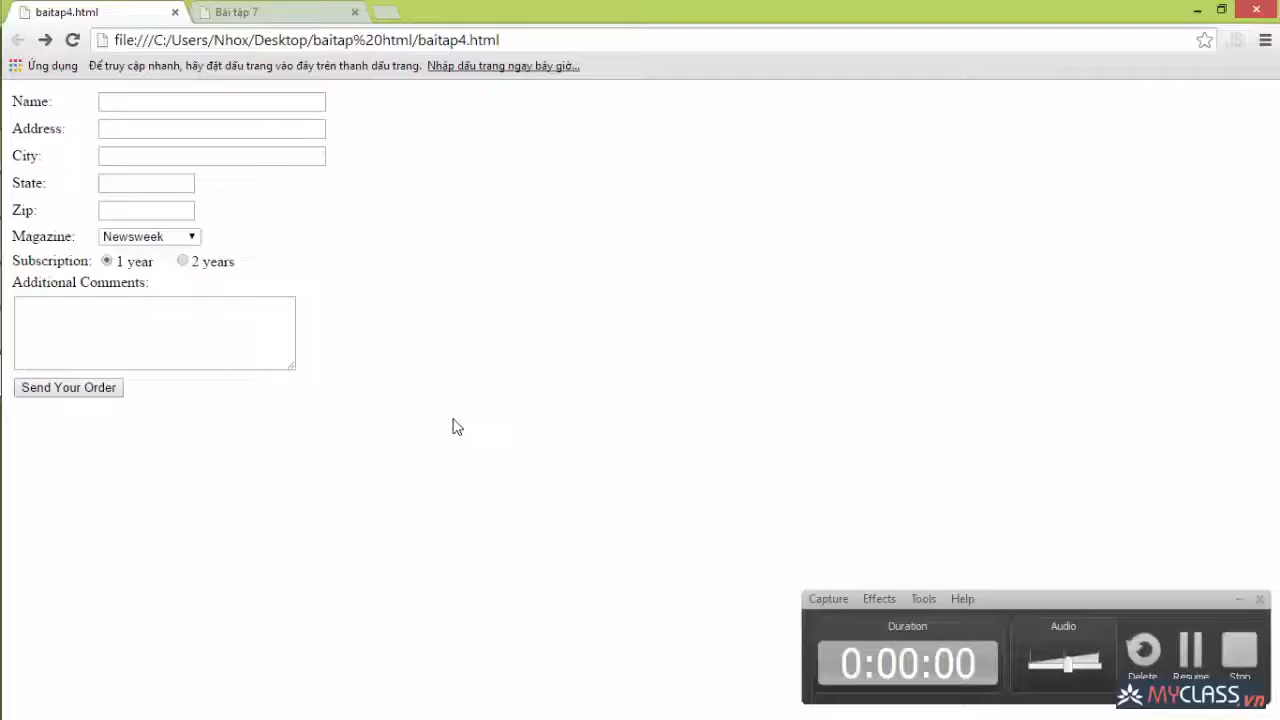 baitap4.html
Bài tập 7
file:///C:/Users/Nhox/Desktop/baitap%20html/baitap4.html
Ứng dụng Để truy cập nhanh, hãy đặt dấu trang vào đây trên thanh dấu trang. Nhập dấu trang ngay bây giờ...
Name:
Address:
City:
State:
Zip:
Magazine: Newsweek
Subscription: 1 year 2 years
Additional Comments:
Send Your Order
Capture Effects Tools Help
Duration Audio
0:00:00
Delete Resume Stop
MYCLASS.vn